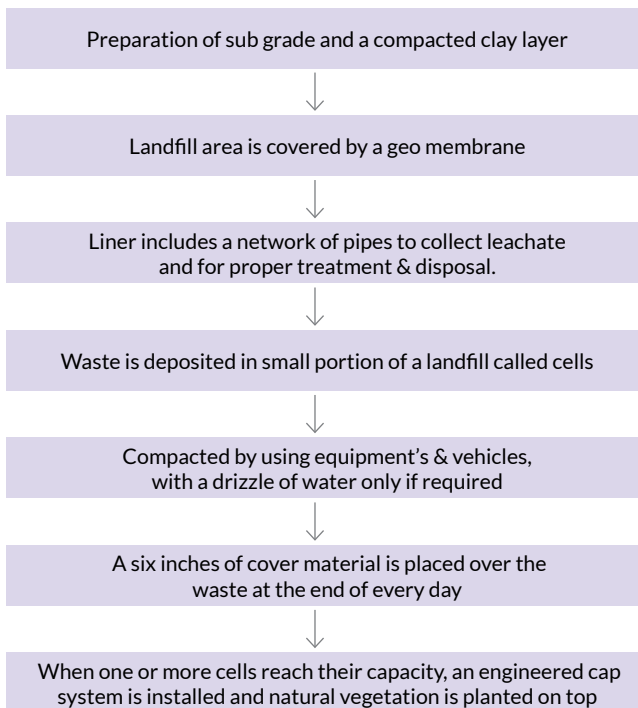 Preparation of sub grade and a compacted clay layer
Landfill area is covered by a geo membrane
Liner includes a network of pipes to collect leachate
and for proper treatment & disposal.
Waste is deposited in small portion of a landfill called cells
Compacted by using equipment's & vehicles,
with a drizzle of water only if required
A six inches of cover material is placed over the
waste at the end of every day
When one or more cells reach their capacity, an engineered cap
system is installed and natural vegetation is planted on top